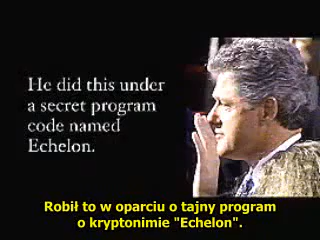 He did this under
a secret program
code named
Echelon.
Robił to w oparciu o tajny program
o kryptonimie "Echelon".